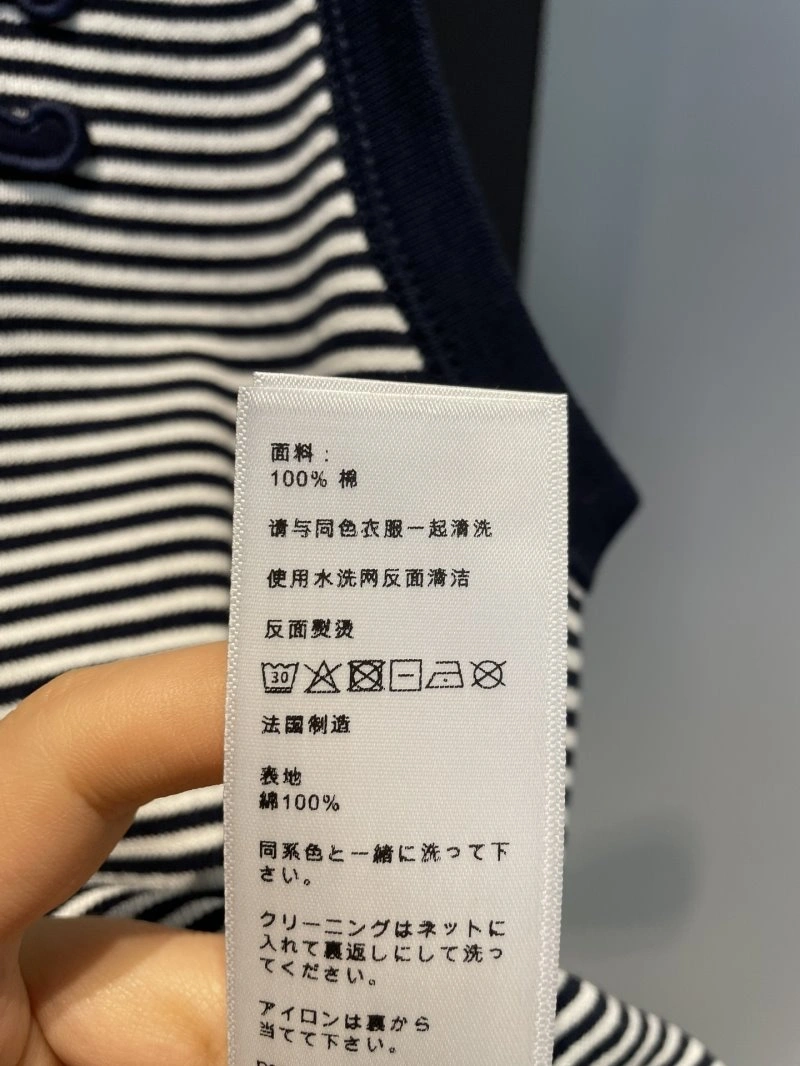 面料：
100% 棉
请与同色衣服一起清洗
使用水洗网反面清洁
反面熨烫
30
法国制造
表地
綿100%
同系色と一緒に洗って下
さい。
クリーニングはネットに
入れて裏返しにして洗っ
てください。
アイロンは裏から
当てて下さい。